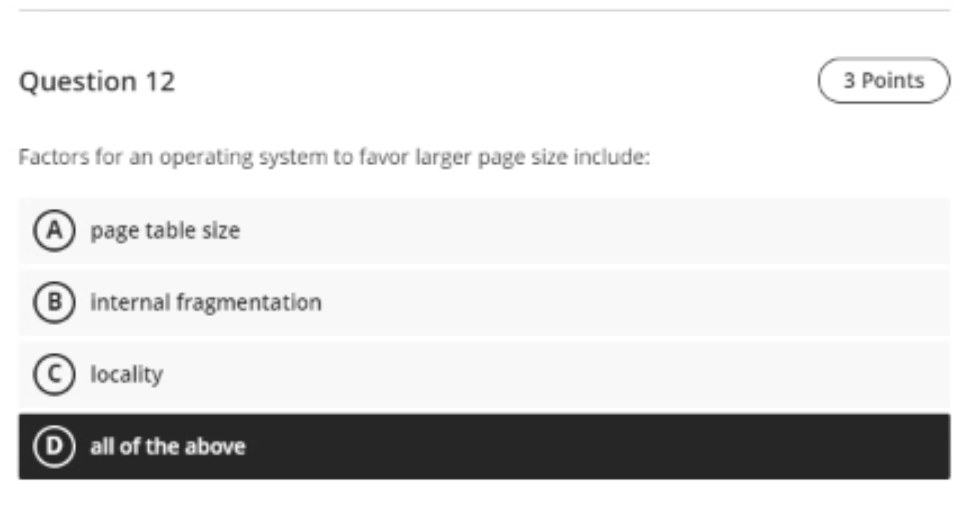 Question 12
3 Points
Factors for an operating system to favor larger page size include:
A page table size
B internal fragmentation
C locality
D all of the above